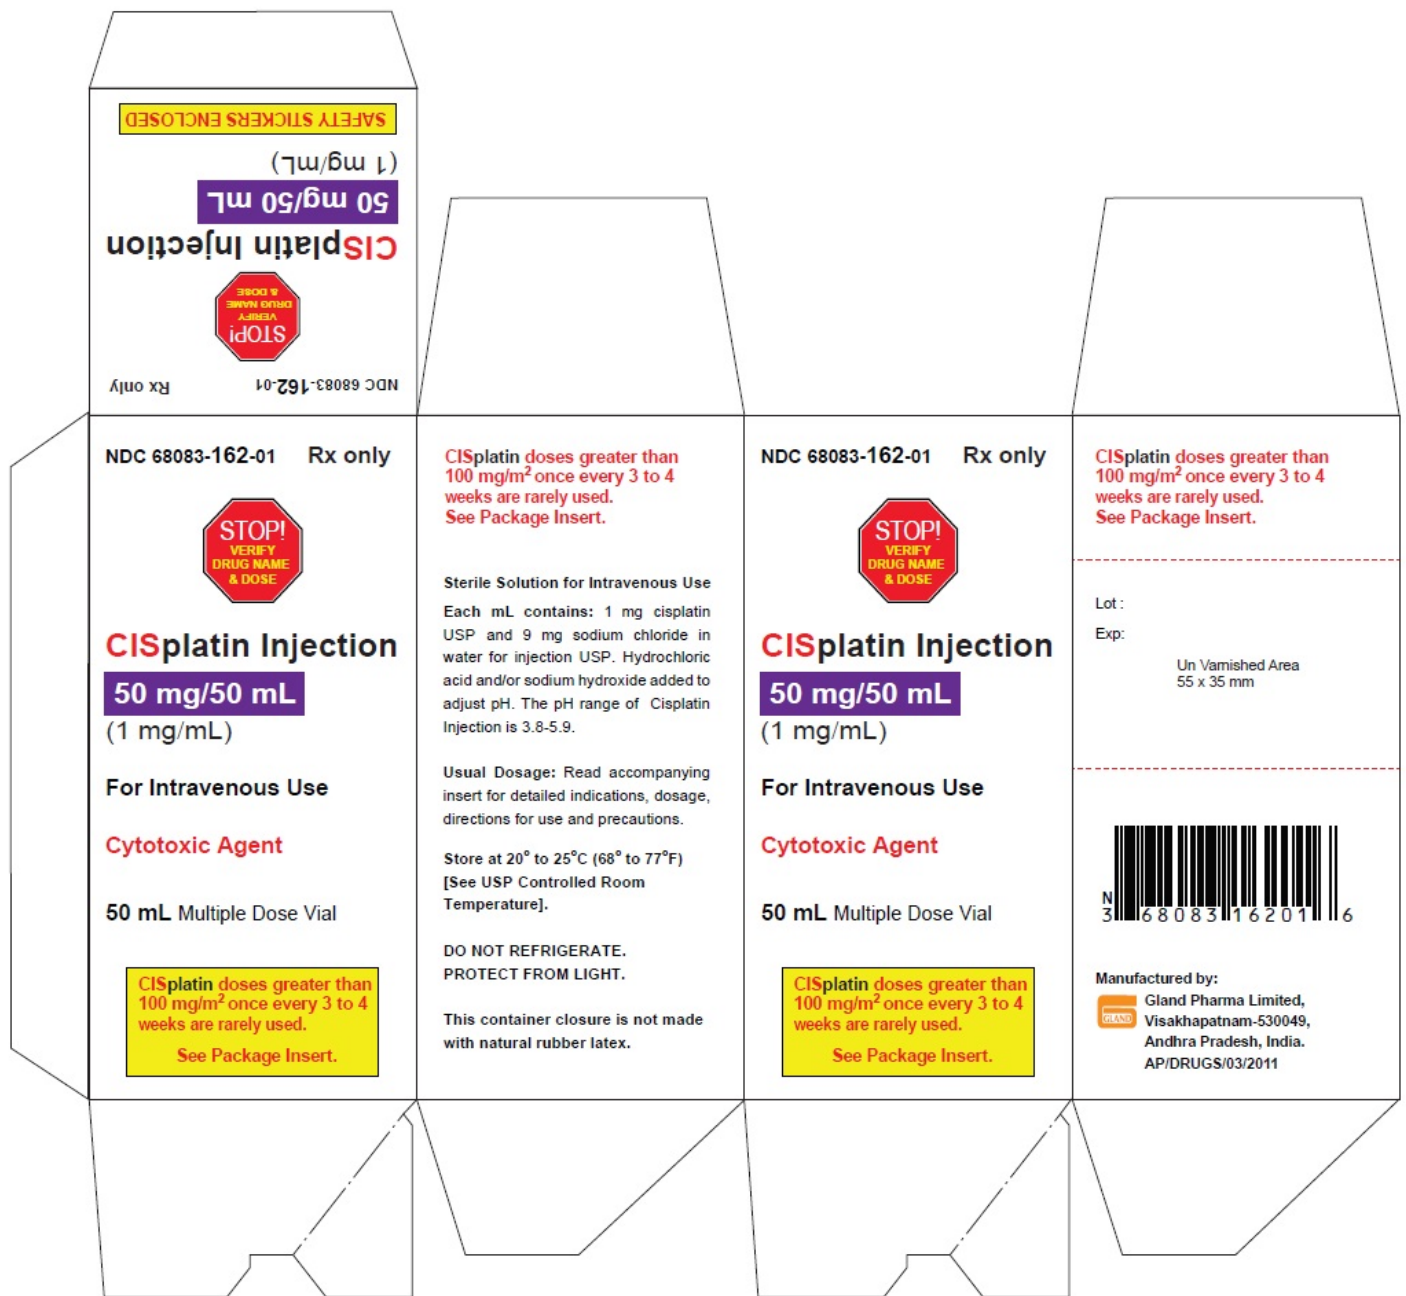 SAFETY STICKERS ENCLOSED
(1 mg/mL)
50 mg/50 mL
CISplatin Injection
STOP!
VERIFY
DRUG NAME
& DOSE
NDC 68083-162-01 Rx only
NDC 68083-162-01 Rx only
STOP!
VERIFY
DRUG NAME
& DOSE
CISplatin Injection
50 mg/50 mL
(1 mg/mL)
For Intravenous Use
Cytotoxic Agent
50 mL Multiple Dose Vial
CISplatin doses greater than
100 mg/m² once every 3 to 4
weeks are rarely used.
See Package Insert.
CISplatin doses greater than
100 mg/m² once every 3 to 4
weeks are rarely used.
See Package Insert.
Sterile Solution for Intravenous Use
Each mL contains: 1 mg cisplatin
USP and 9 mg sodium chloride in
water for injection USP. Hydrochloric
acid and/or sodium hydroxide added to
adjust pH. The pH range of Cisplatin
Injection is 3.8-5.9.
Usual Dosage: Read accompanying
insert for detailed indications, dosage,
directions for use and precautions.
Store at 20° to 25°C (68° to 77°F)
[See USP Controlled Room
Temperature].
DO NOT REFRIGERATE.
PROTECT FROM LIGHT.
This container closure is not made
with natural rubber latex.
NDC 68083-162-01 Rx only
STOP!
VERIFY
DRUG NAME
& DOSE
CISplatin Injection
50 mg/50 mL
(1 mg/mL)
For Intravenous Use
Cytotoxic Agent
50 mL Multiple Dose Vial
CISplatin doses greater than
100 mg/m² once every 3 to 4
weeks are rarely used.
See Package Insert.
CISplatin doses greater than
100 mg/m² once every 3 to 4
weeks are rarely used.
See Package Insert.
Lot :
Exp:
Un Varnished Area
55 x 35 mm
N
3 68083 16201 6
Manufactured by:
GLAND
Gland Pharma Limited,
Visakhapatnam-530049,
Andhra Pradesh, India.
AP/DRUGS/03/2011